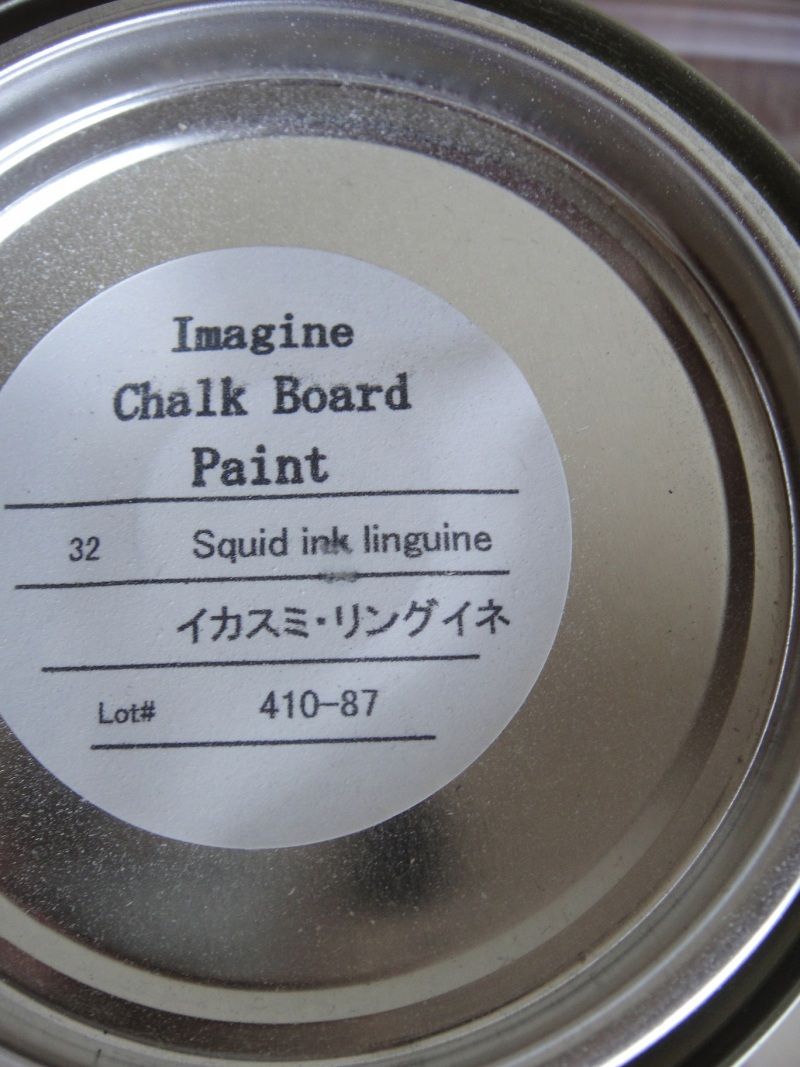 Imagine
Chalk Board
Paint
32 Squid ink linguine
イカスミ・リングイネ
Lot# 410-87